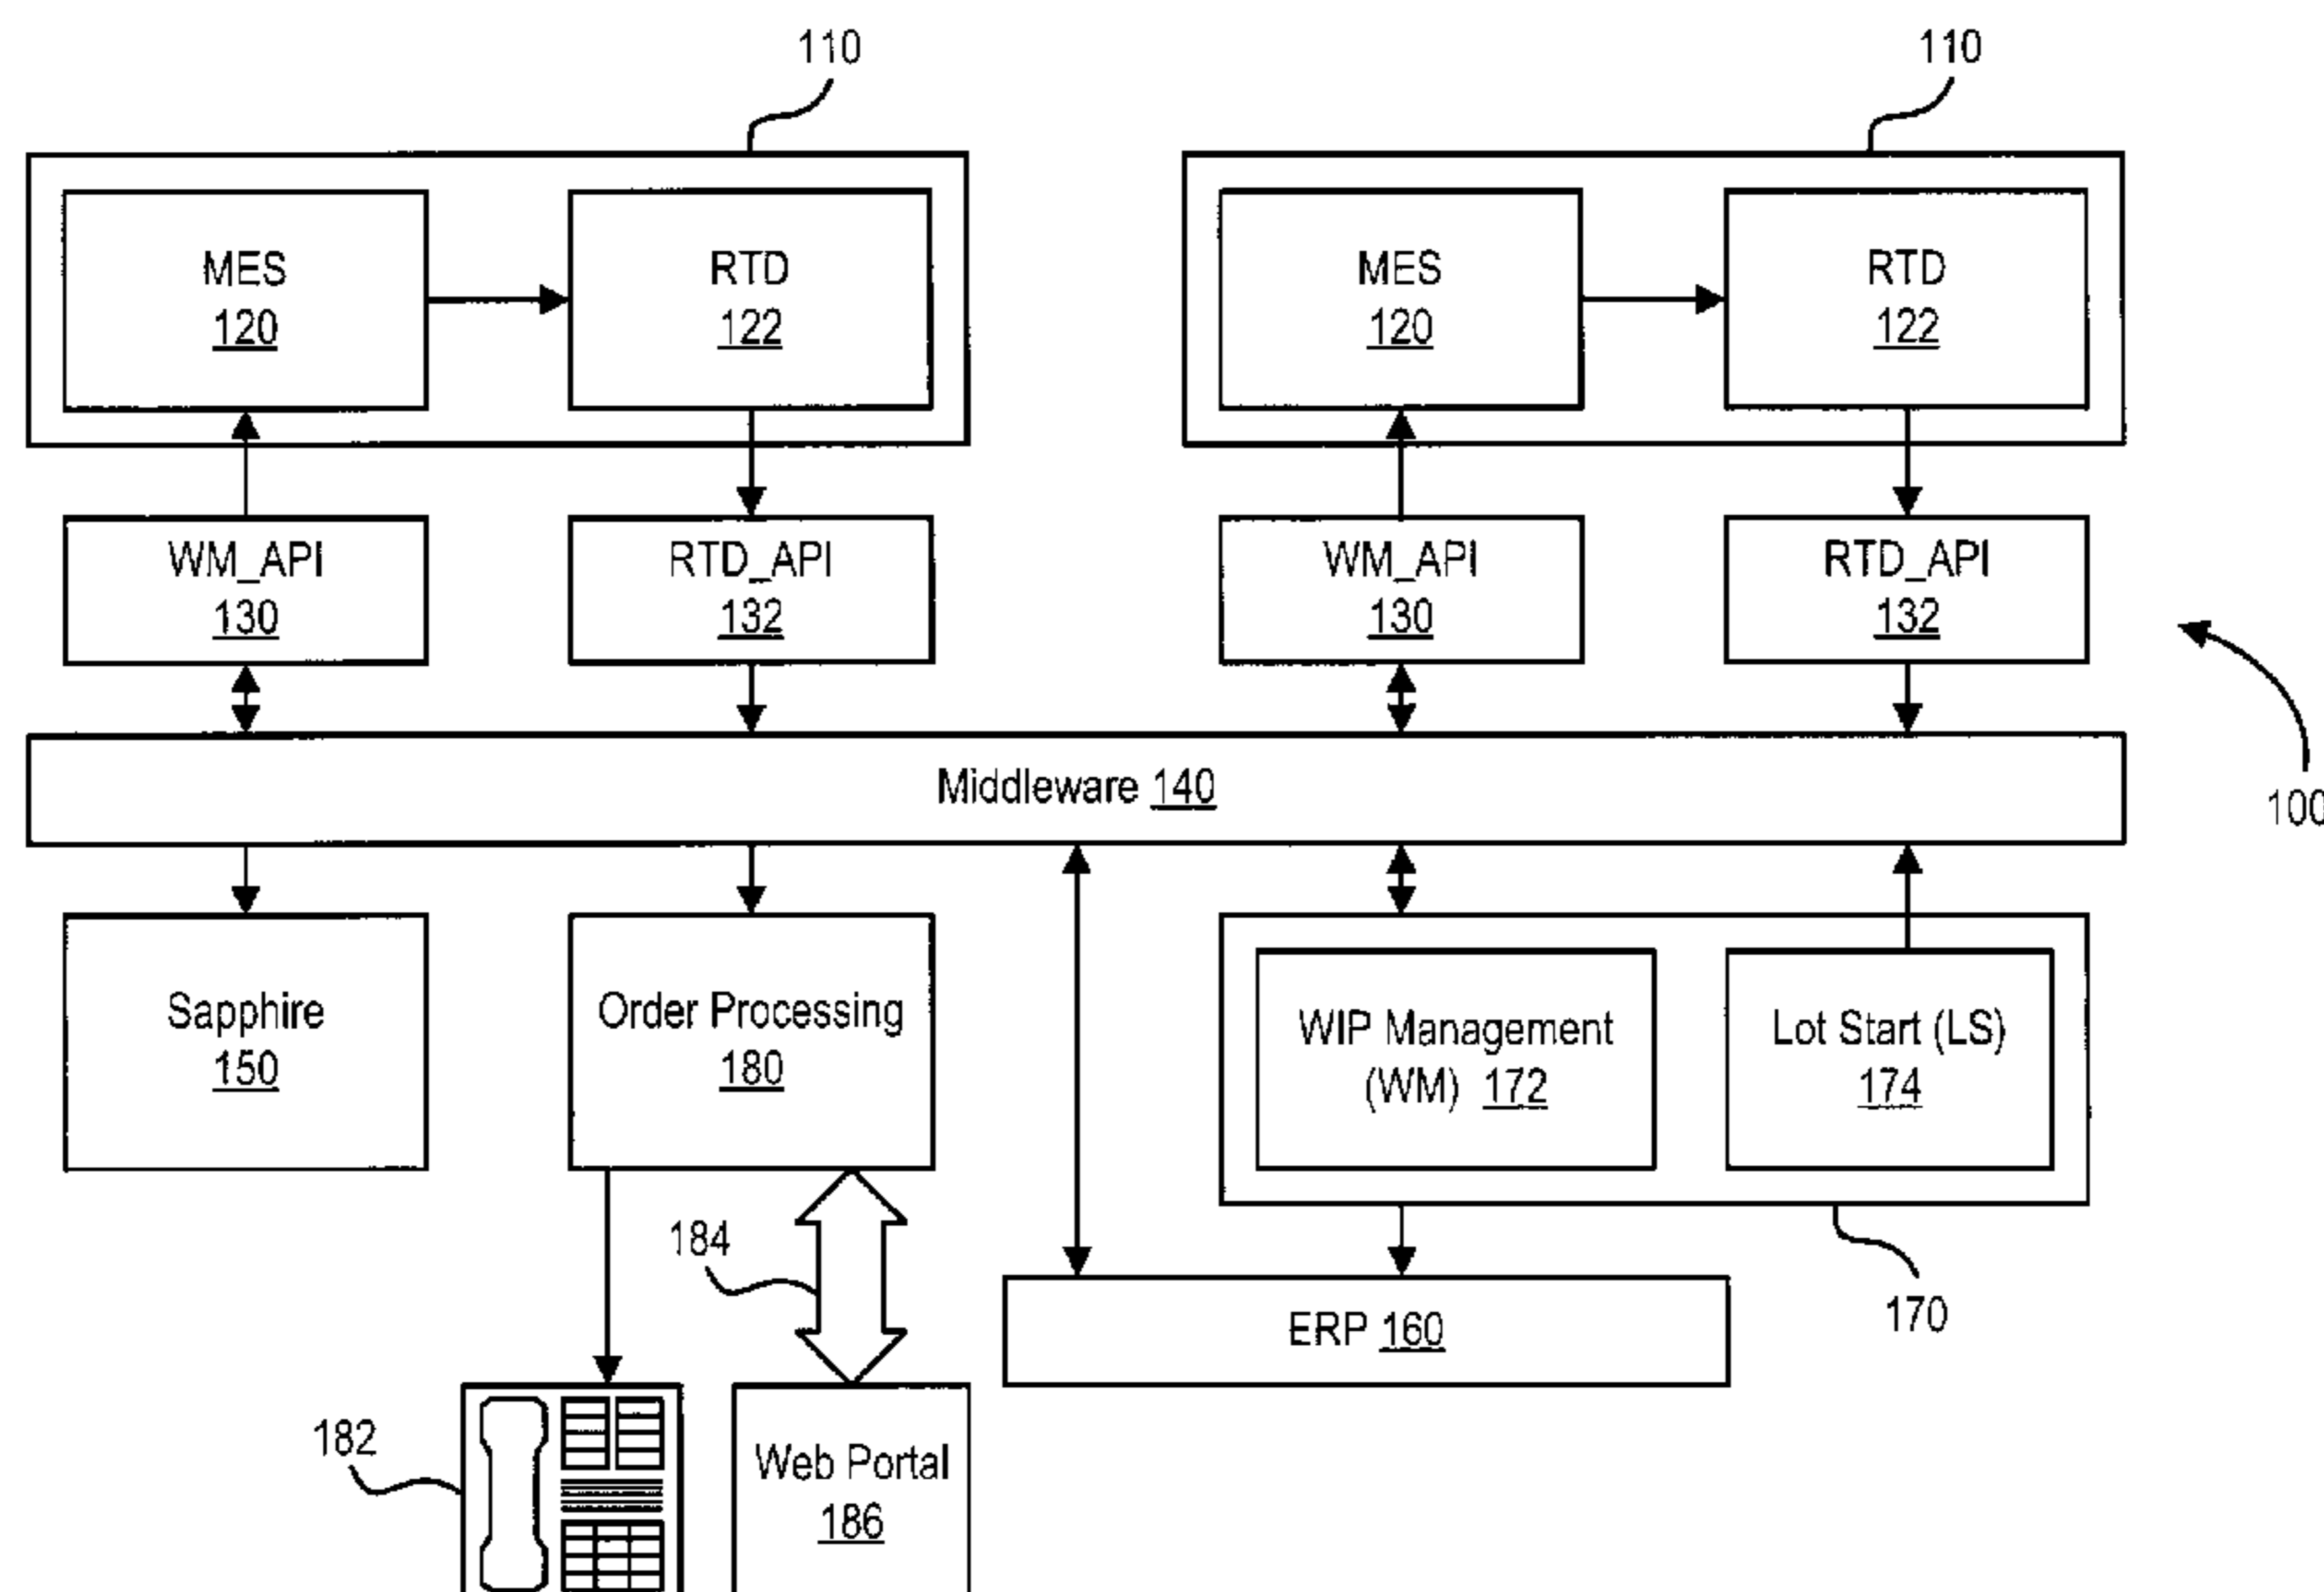 110
110
MES
120
RTD
122
MES
120
RTD
122
WM_API
130
RTD_API
132
WM_API
130
RTD_API
132
Middleware 140
100
Sapphire
150
Order Processing
180
WIP Management
(WM) 172
Lot Start (LS)
174
184
ERP 160
170
182
Web Portal
186